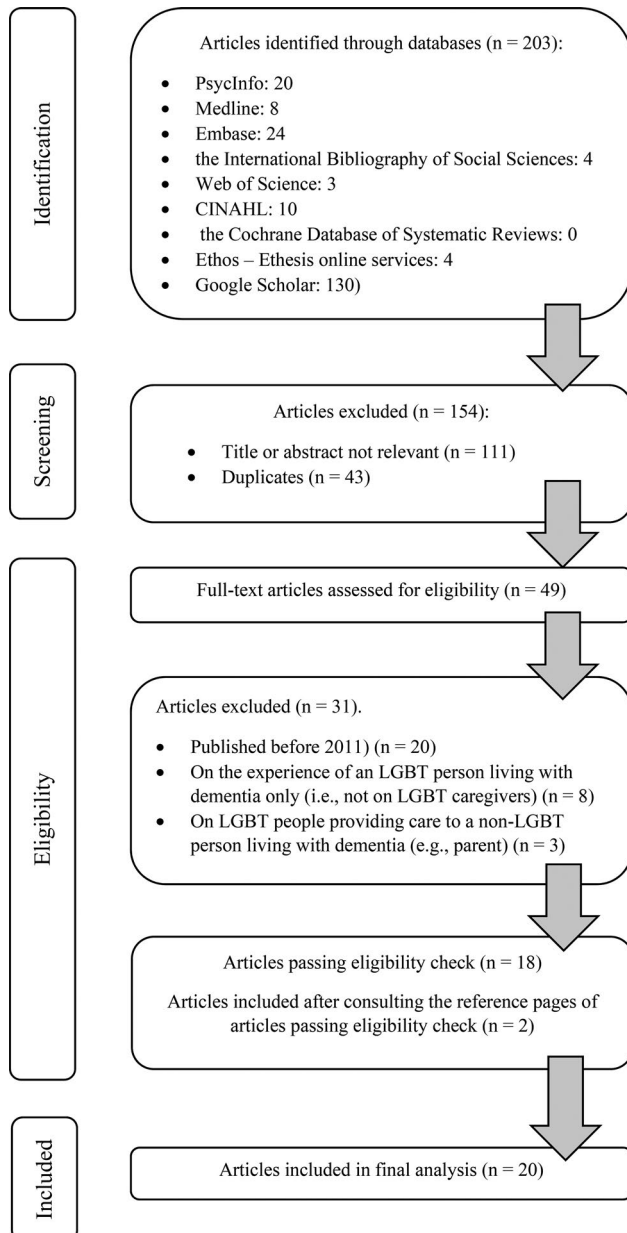 Identification
Articles identified through databases (n = 203):
• PsycInfo: 20
• Medline: 8
• Embase: 24
• the International Bibliography of Social Sciences: 4
• Web of Science: 3
• CINAHL: 10
• the Cochrane Database of Systematic Reviews: 0
• Ethos – Ethesis online services: 4
• Google Scholar: 130)
Screening
Articles excluded (n = 154):
• Title or abstract not relevant (n = 111)
• Duplicates (n = 43)
Eligibility
Full-text articles assessed for eligibility (n = 49)
Articles excluded (n = 31).
• Published before 2011) (n = 20)
• On the experience of an LGBT person living with
dementia only (i.e., not on LGBT caregivers) (n = 8)
• On LGBT people providing care to a non-LGBT
person living with dementia (e.g., parent) (n = 3)
Articles passing eligibility check (n = 18)
Articles included after consulting the reference pages of
articles passing eligibility check (n = 2)
Included
Articles included in final analysis (n = 20)